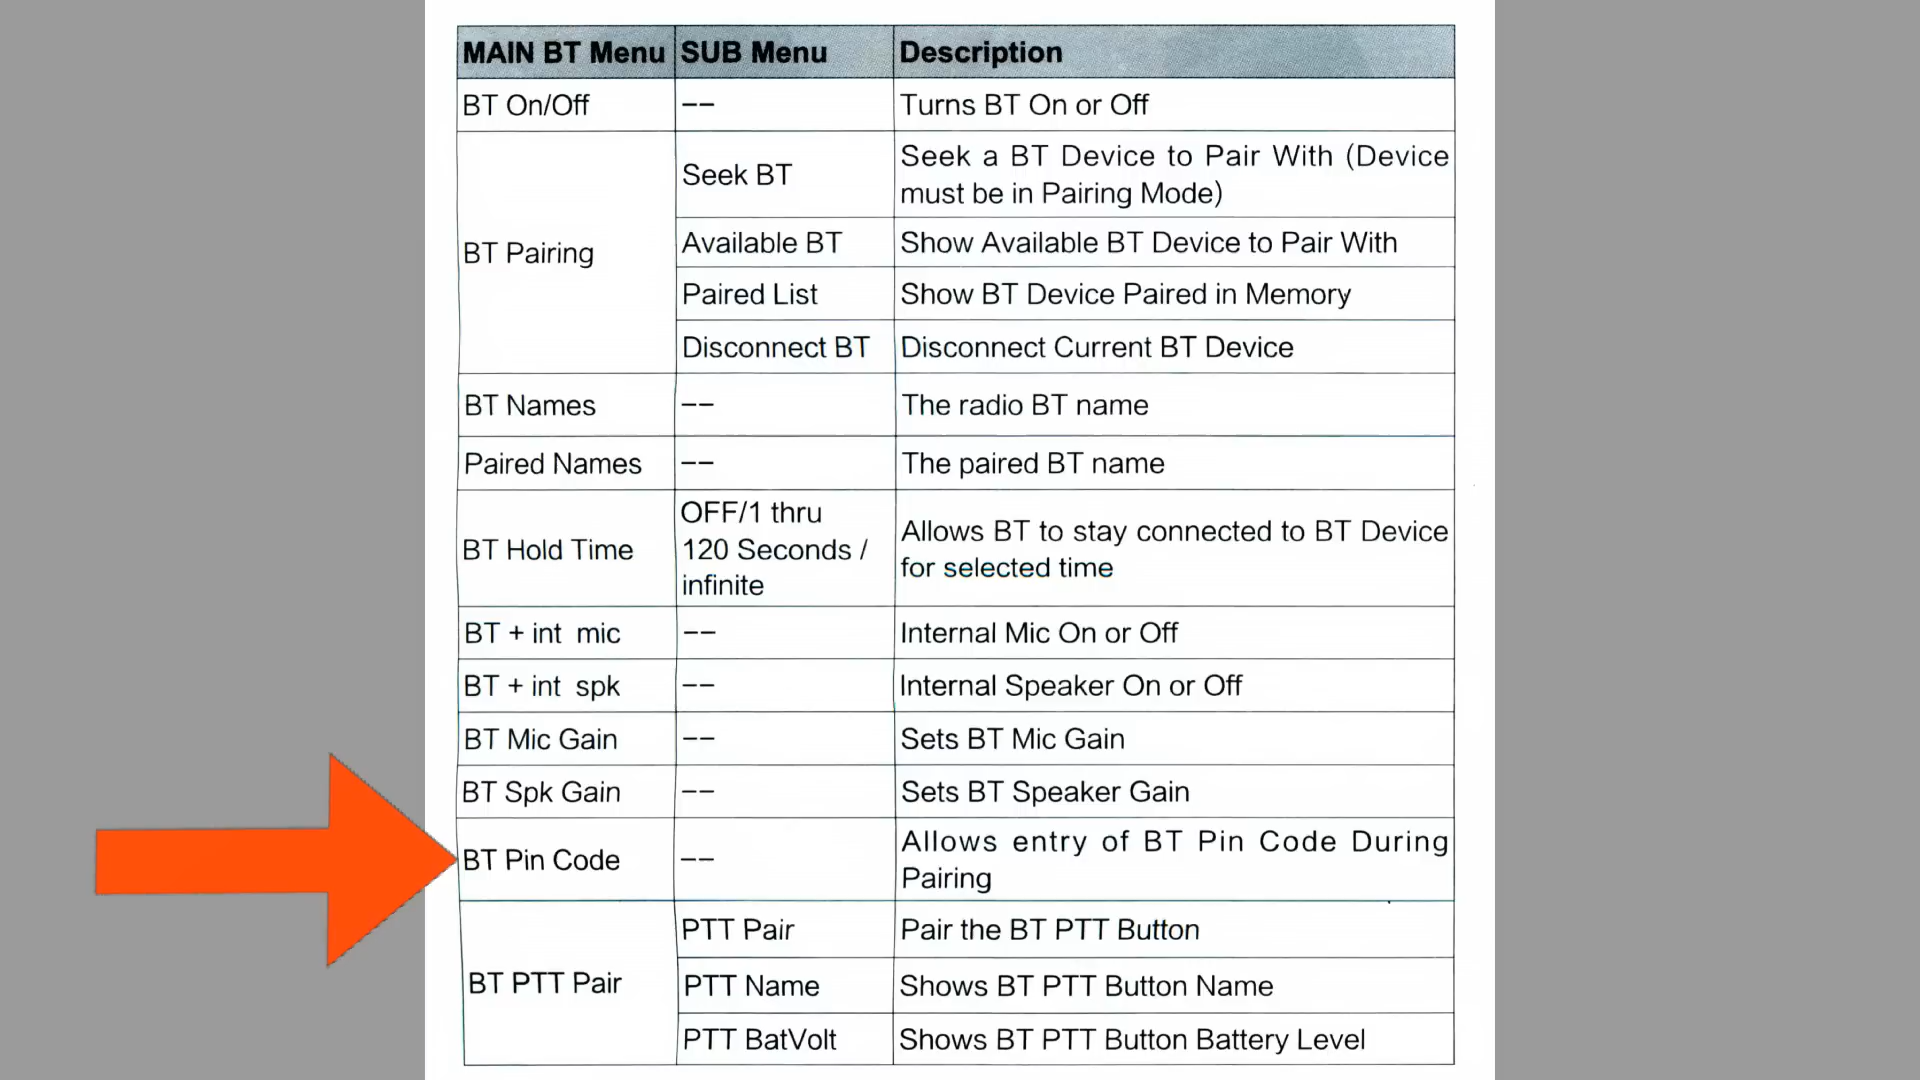 MAIN BT Menu SUB Menu Description
BT On/Off –– Turns BT On or Off
BT Pairing
Seek BT
Seek a BT Device to Pair With (Device
must be in Pairing Mode)
Available BT Show Available BT Device to Pair With
Paired List Show BT Device Paired in Memory
Disconnect BT Disconnect Current BT Device
BT Names –– The radio BT name
Paired Names –– The paired BT name
BT Hold Time
OFF/1 thru
120 Seconds /
infinite
Allows BT to stay connected to BT Device
for selected time
BT + int mic –– Internal Mic On or Off
BT + int spk –– Internal Speaker On or Off
BT Mic Gain –– Sets BT Mic Gain
BT Spk Gain –– Sets BT Speaker Gain
BT Pin Code ––
Allows entry of BT Pin Code During
Pairing
BT PTT Pair
PTT Pair Pair the BT PTT Button
PTT Name Shows BT PTT Button Name
PTT BatVolt Shows BT PTT Button Battery Level